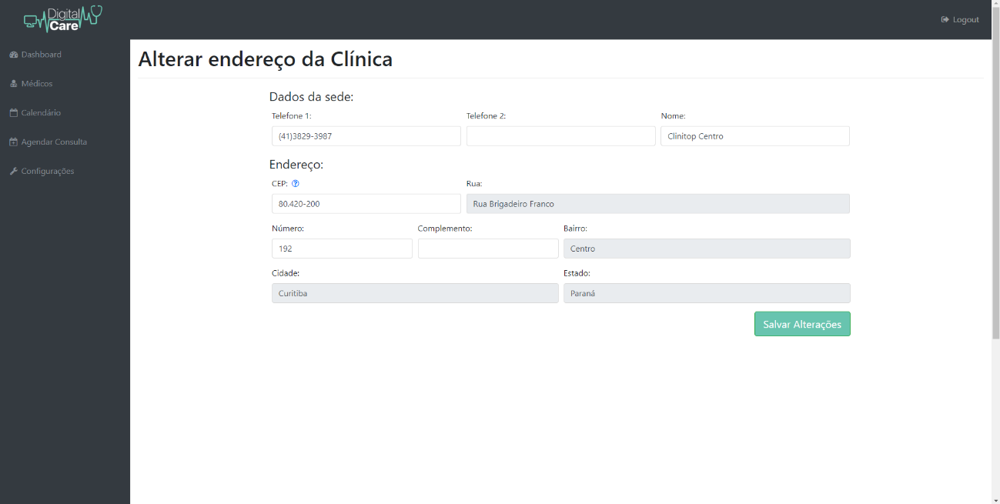 Digital
Care
Logout
Dashboard
Médicos
Calendário
Agendar Consulta
Configurações
Alterar endereço da Clínica
Dados da sede:
Telefone 1: Telefone 2: Nome:
(41)3829-3987 Clinitop Centro
Endereço:
CEP: ? Rua:
80.420-200 Rua Brigadeiro Franco
Número: Complemento: Bairro:
192 Centro
Cidade: Estado:
Curitiba Paraná
Salvar Alterações